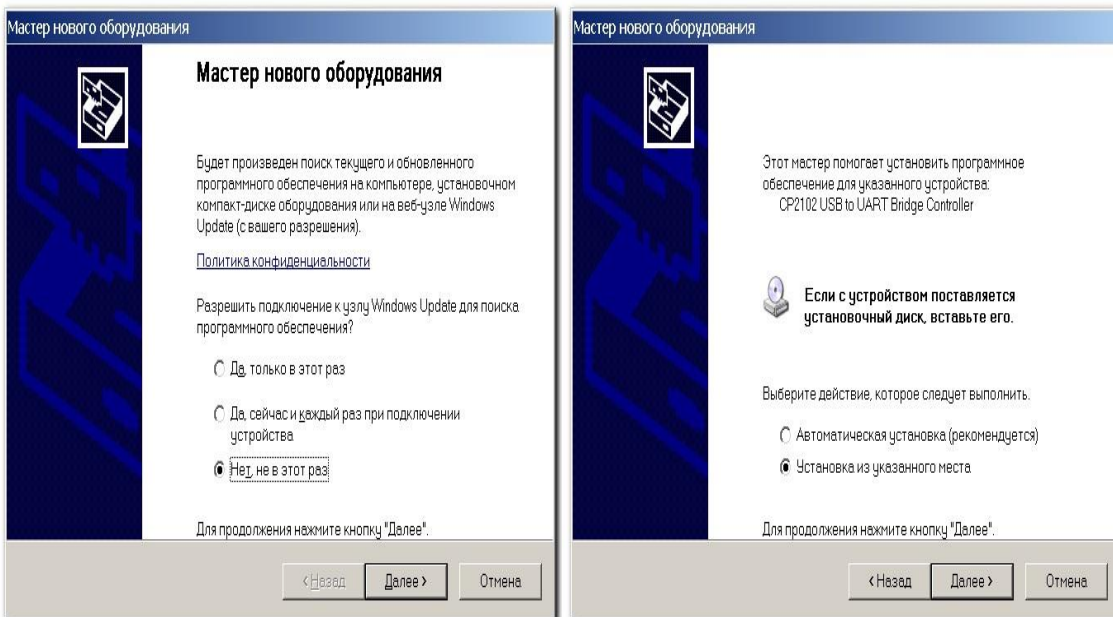 Мастер нового оборудования
Мастер нового оборудования
Будет произведен поиск текущего и обновленного
программного обеспечения на компьютере, установочном
компакт-диске оборудования или на веб-узле Windows
Update (с вашего разрешения).
Политика конфиденциальности
Разрешить подключение к узлу Windows Update для поиска
программного обеспечения?
Да, только в этот раз
Да, сейчас и каждый раз при подключении
устройства
Нет, не в этот раз
Для продолжения нажмите кнопку "Далее".
< Назад
Далее >
Отмена
Мастер нового оборудования
Этот мастер помогает установить программное
обеспечение для указанного устройства:
CP2102 USB to UART Bridge Controller
Если с устройством поставляется
установочный диск, вставьте его.
Выберите действие, которое следует выполнить.
Автоматическая установка (рекомендуется)
Установка из указанного места
Для продолжения нажмите кнопку "Далее".
< Назад
Далее >
Отмена